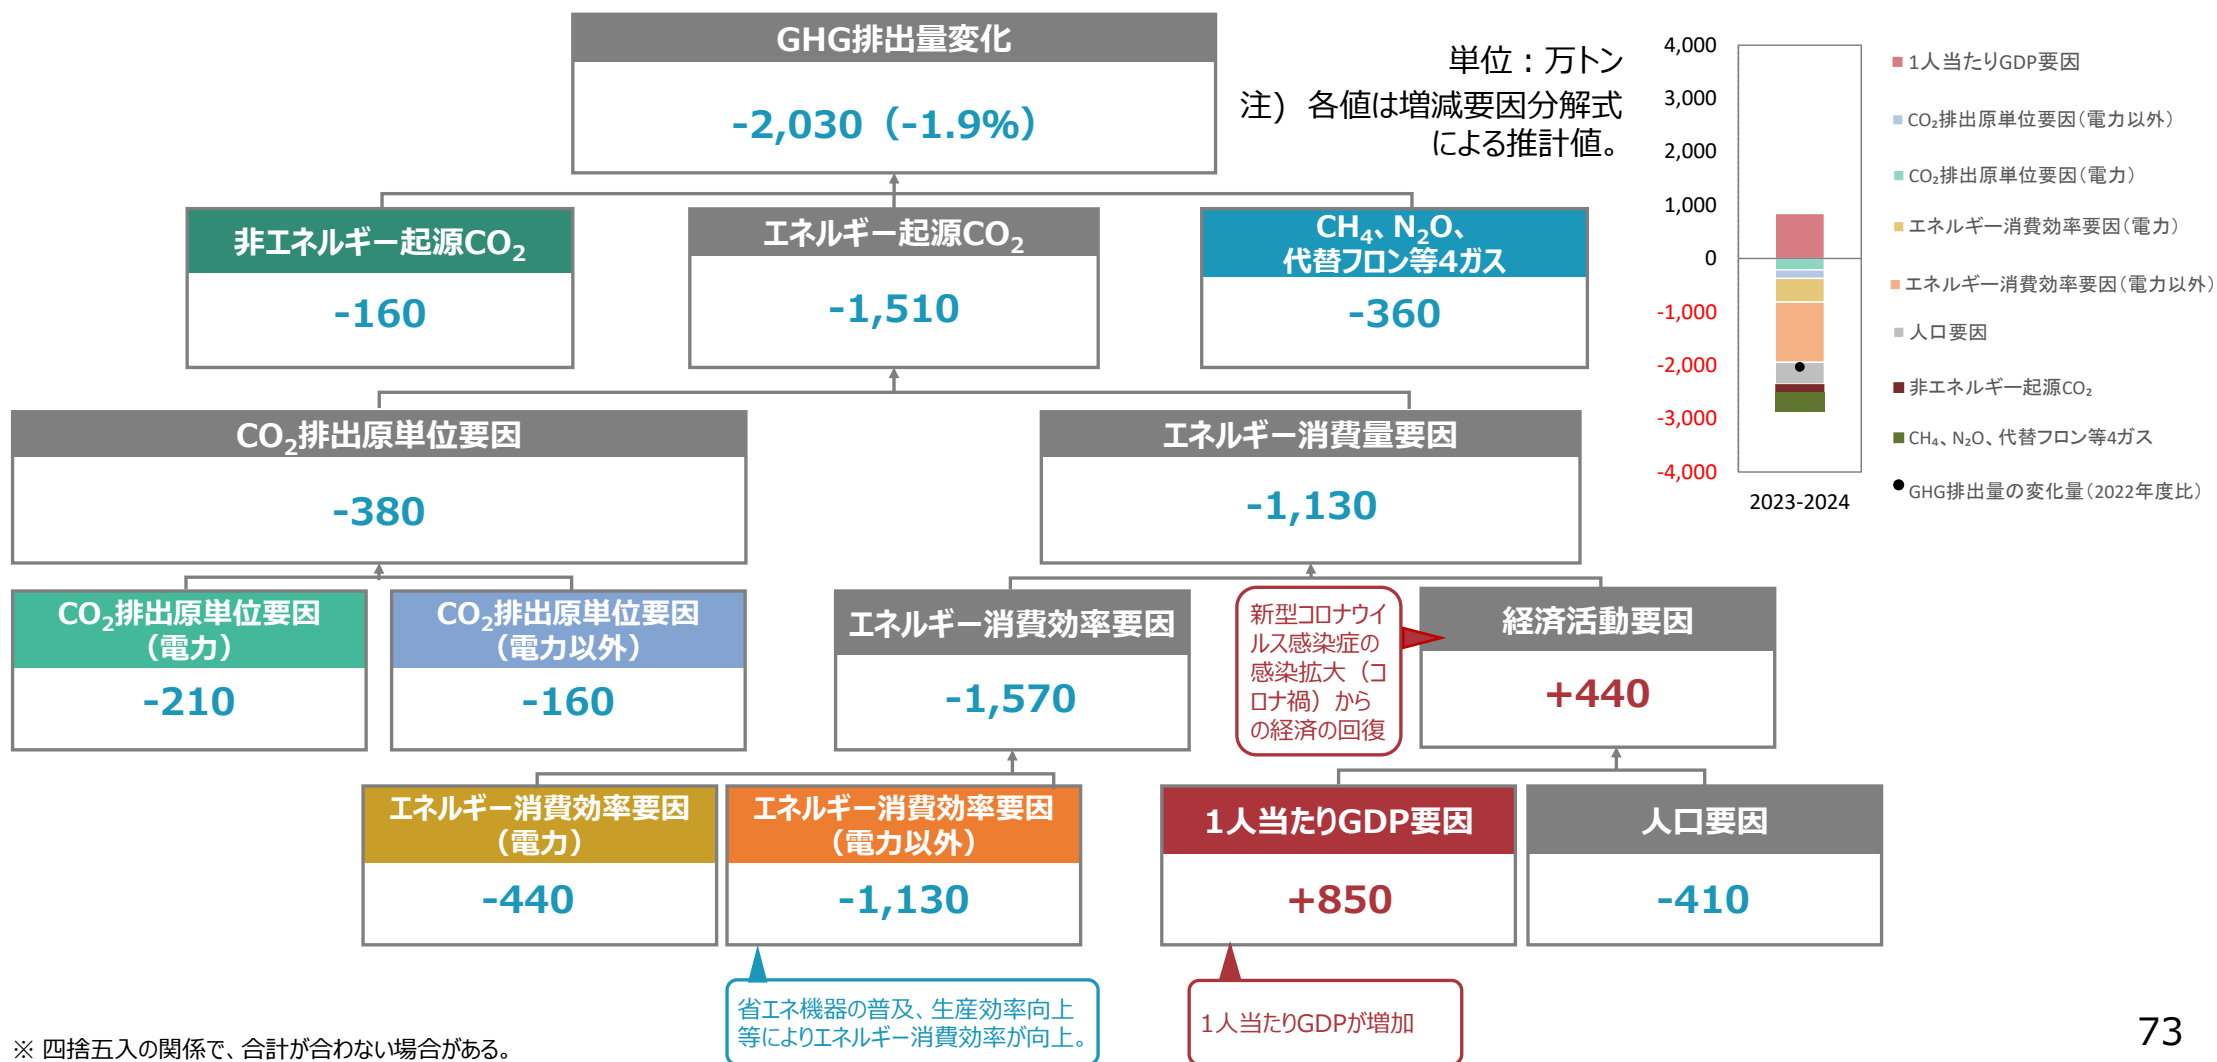 GHG排出量変化
-2,030（-1.9%）
単位：万トン
注) 各値は増減要因分解式
による推計値。
非エネルギー起源CO₂
-160
エネルギー起源CO₂
-1,510
CH₄、N₂O、
代替フロン等4ガス
-360
CO₂排出原単位要因
-380
エネルギー消費量要因
-1,130
CO₂排出原単位要因
（電力）
-210
CO₂排出原単位要因
（電力以外）
-160
エネルギー消費効率要因
-1,570
新型コロナウイ
ルス感染症の
感染拡大（コ
ロナ禍）から
の経済の回復
経済活動要因
+440
エネルギー消費効率要因
（電力）
-440
エネルギー消費効率要因
（電力以外）
-1,130
1人当たりGDP要因
+850
人口要因
-410
省エネ機器の普及、生産効率向上
等によりエネルギー消費効率が向上。
1人当たりGDPが増加
4,000
3,000
2,000
1,000
0
-1,000
-2,000
-3,000
-4,000
2023-2024
1人当たりGDP要因
CO₂排出原単位要因（電力以外）
CO₂排出原単位要因（電力）
エネルギー消費効率要因（電力）
エネルギー消費効率要因（電力以外）
人口要因
非エネルギー起源CO₂
CH₄、N₂O、代替フロン等4ガス
GHG排出量の変化量（2022年度比）
※ 四捨五入の関係で、合計が合わない場合がある。
73